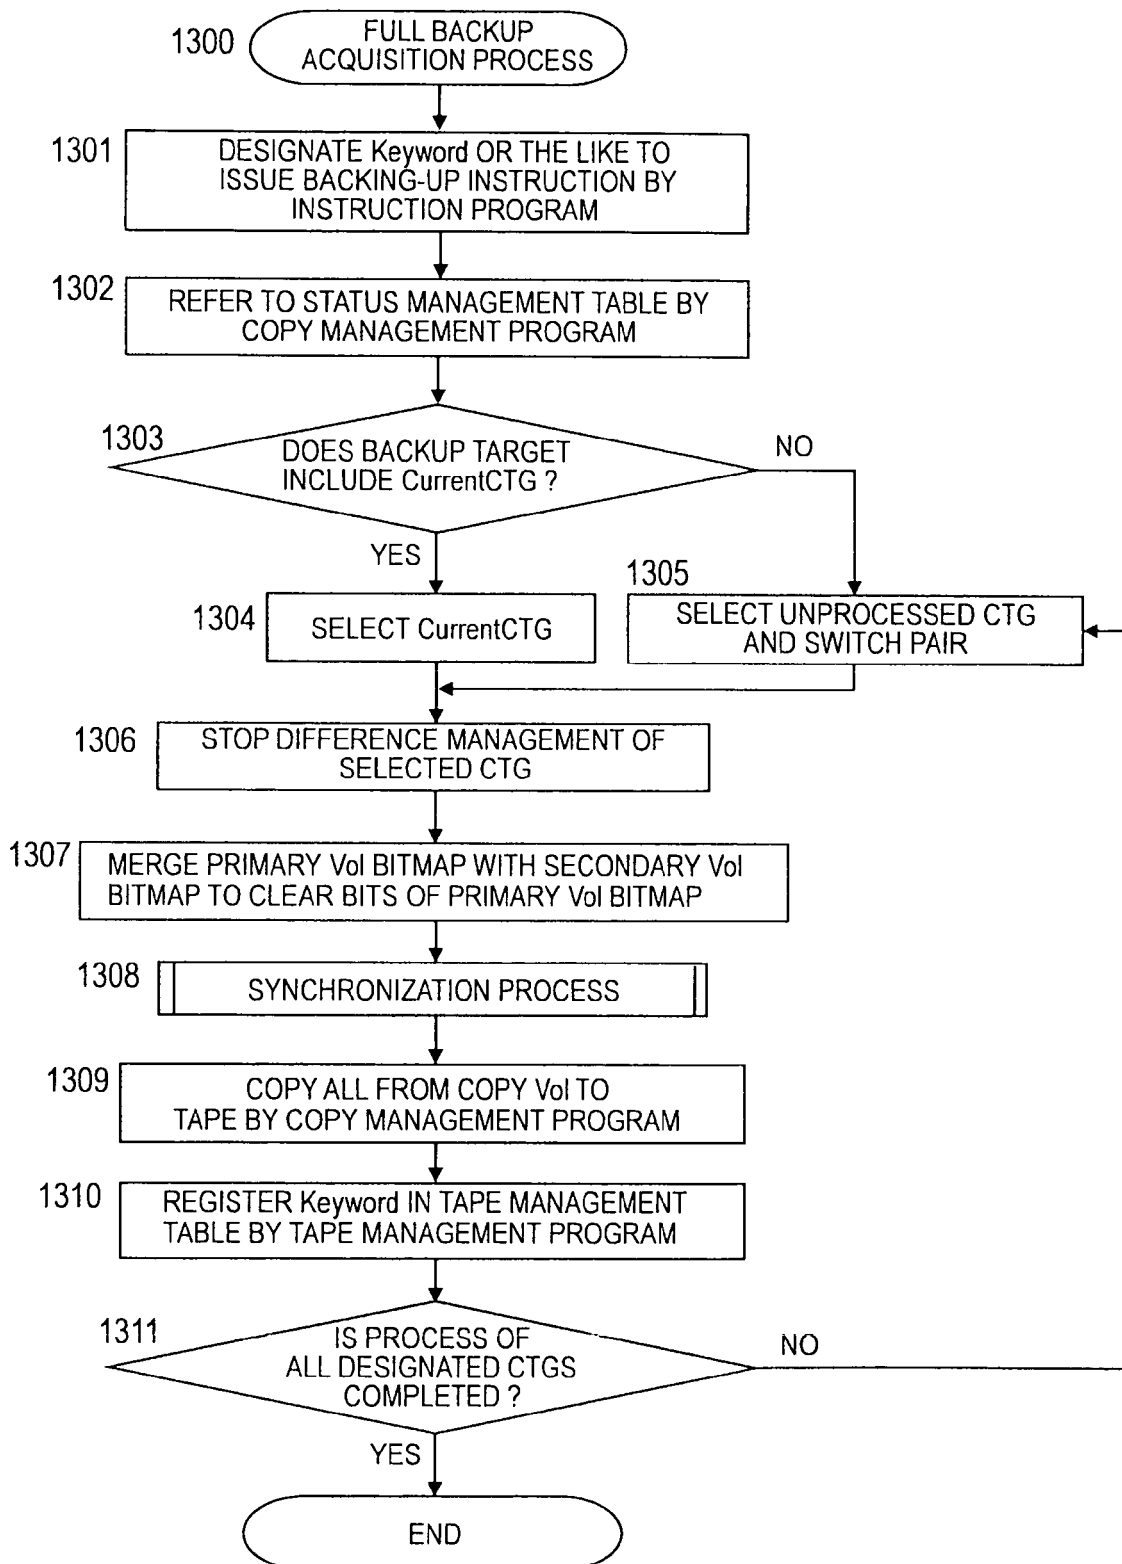 1300
FULL BACKUP
ACQUISITION PROCESS
1301
DESIGNATE Keyword OR THE LIKE TO
ISSUE BACKING-UP INSTRUCTION BY
INSTRUCTION PROGRAM
1302
REFER TO STATUS MANAGEMENT TABLE BY
COPY MANAGEMENT PROGRAM
1303
DOES BACKUP TARGET
INCLUDE CurrentCTG ?
NO
YES
1304
SELECT CurrentCTG
1305
SELECT UNPROCESSED CTG
AND SWITCH PAIR
1306
STOP DIFFERENCE MANAGEMENT OF
SELECTED CTG
1307
MERGE PRIMARY Vol BITMAP WITH SECONDARY Vol
BITMAP TO CLEAR BITS OF PRIMARY Vol BITMAP
1308
SYNCHRONIZATION PROCESS
1309
COPY ALL FROM COPY Vol TO
TAPE BY COPY MANAGEMENT PROGRAM
1310
REGISTER Keyword IN TAPE MANAGEMENT
TABLE BY TAPE MANAGEMENT PROGRAM
1311
IS PROCESS OF
ALL DESIGNATED CTGS
COMPLETED ?
NO
YES
END